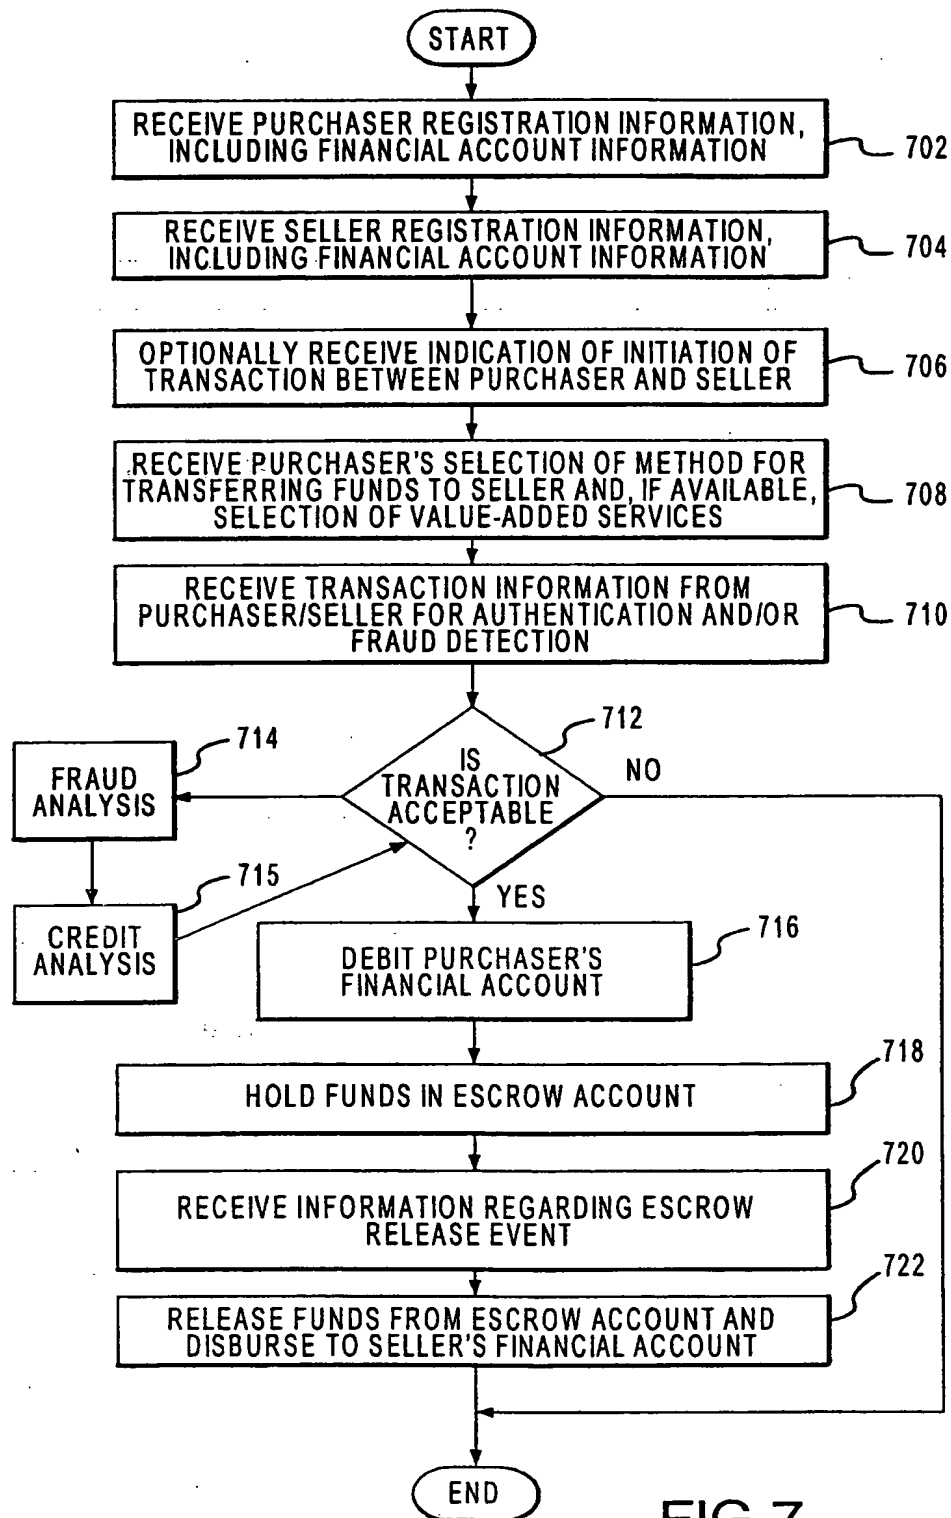 START
RECEIVE PURCHASER REGISTRATION INFORMATION,
INCLUDING FINANCIAL ACCOUNT INFORMATION
702
RECEIVE SELLER REGISTRATION INFORMATION,
INCLUDING FINANCIAL ACCOUNT INFORMATION
704
OPTIONALLY RECEIVE INDICATION OF INITIATION OF
TRANSACTION BETWEEN PURCHASER AND SELLER
706
RECEIVE PURCHASER'S SELECTION OF METHOD FOR
TRANSFERRING FUNDS TO SELLER AND, IF AVAILABLE,
SELECTION OF VALUE-ADDED SERVICES
708
RECEIVE TRANSACTION INFORMATION FROM
PURCHASER/SELLER FOR AUTHENTICATION AND/OR
FRAUD DETECTION
710
712
IS
TRANSACTION
ACCEPTABLE
?
NO
YES
714
FRAUD
ANALYSIS
715
CREDIT
ANALYSIS
716
DEBIT PURCHASER'S
FINANCIAL ACCOUNT
718
HOLD FUNDS IN ESCROW ACCOUNT
720
RECEIVE INFORMATION REGARDING ESCROW
RELEASE EVENT
722
RELEASE FUNDS FROM ESCROW ACCOUNT AND
DISBURSE TO SELLER'S FINANCIAL ACCOUNT
END
FIG. 7